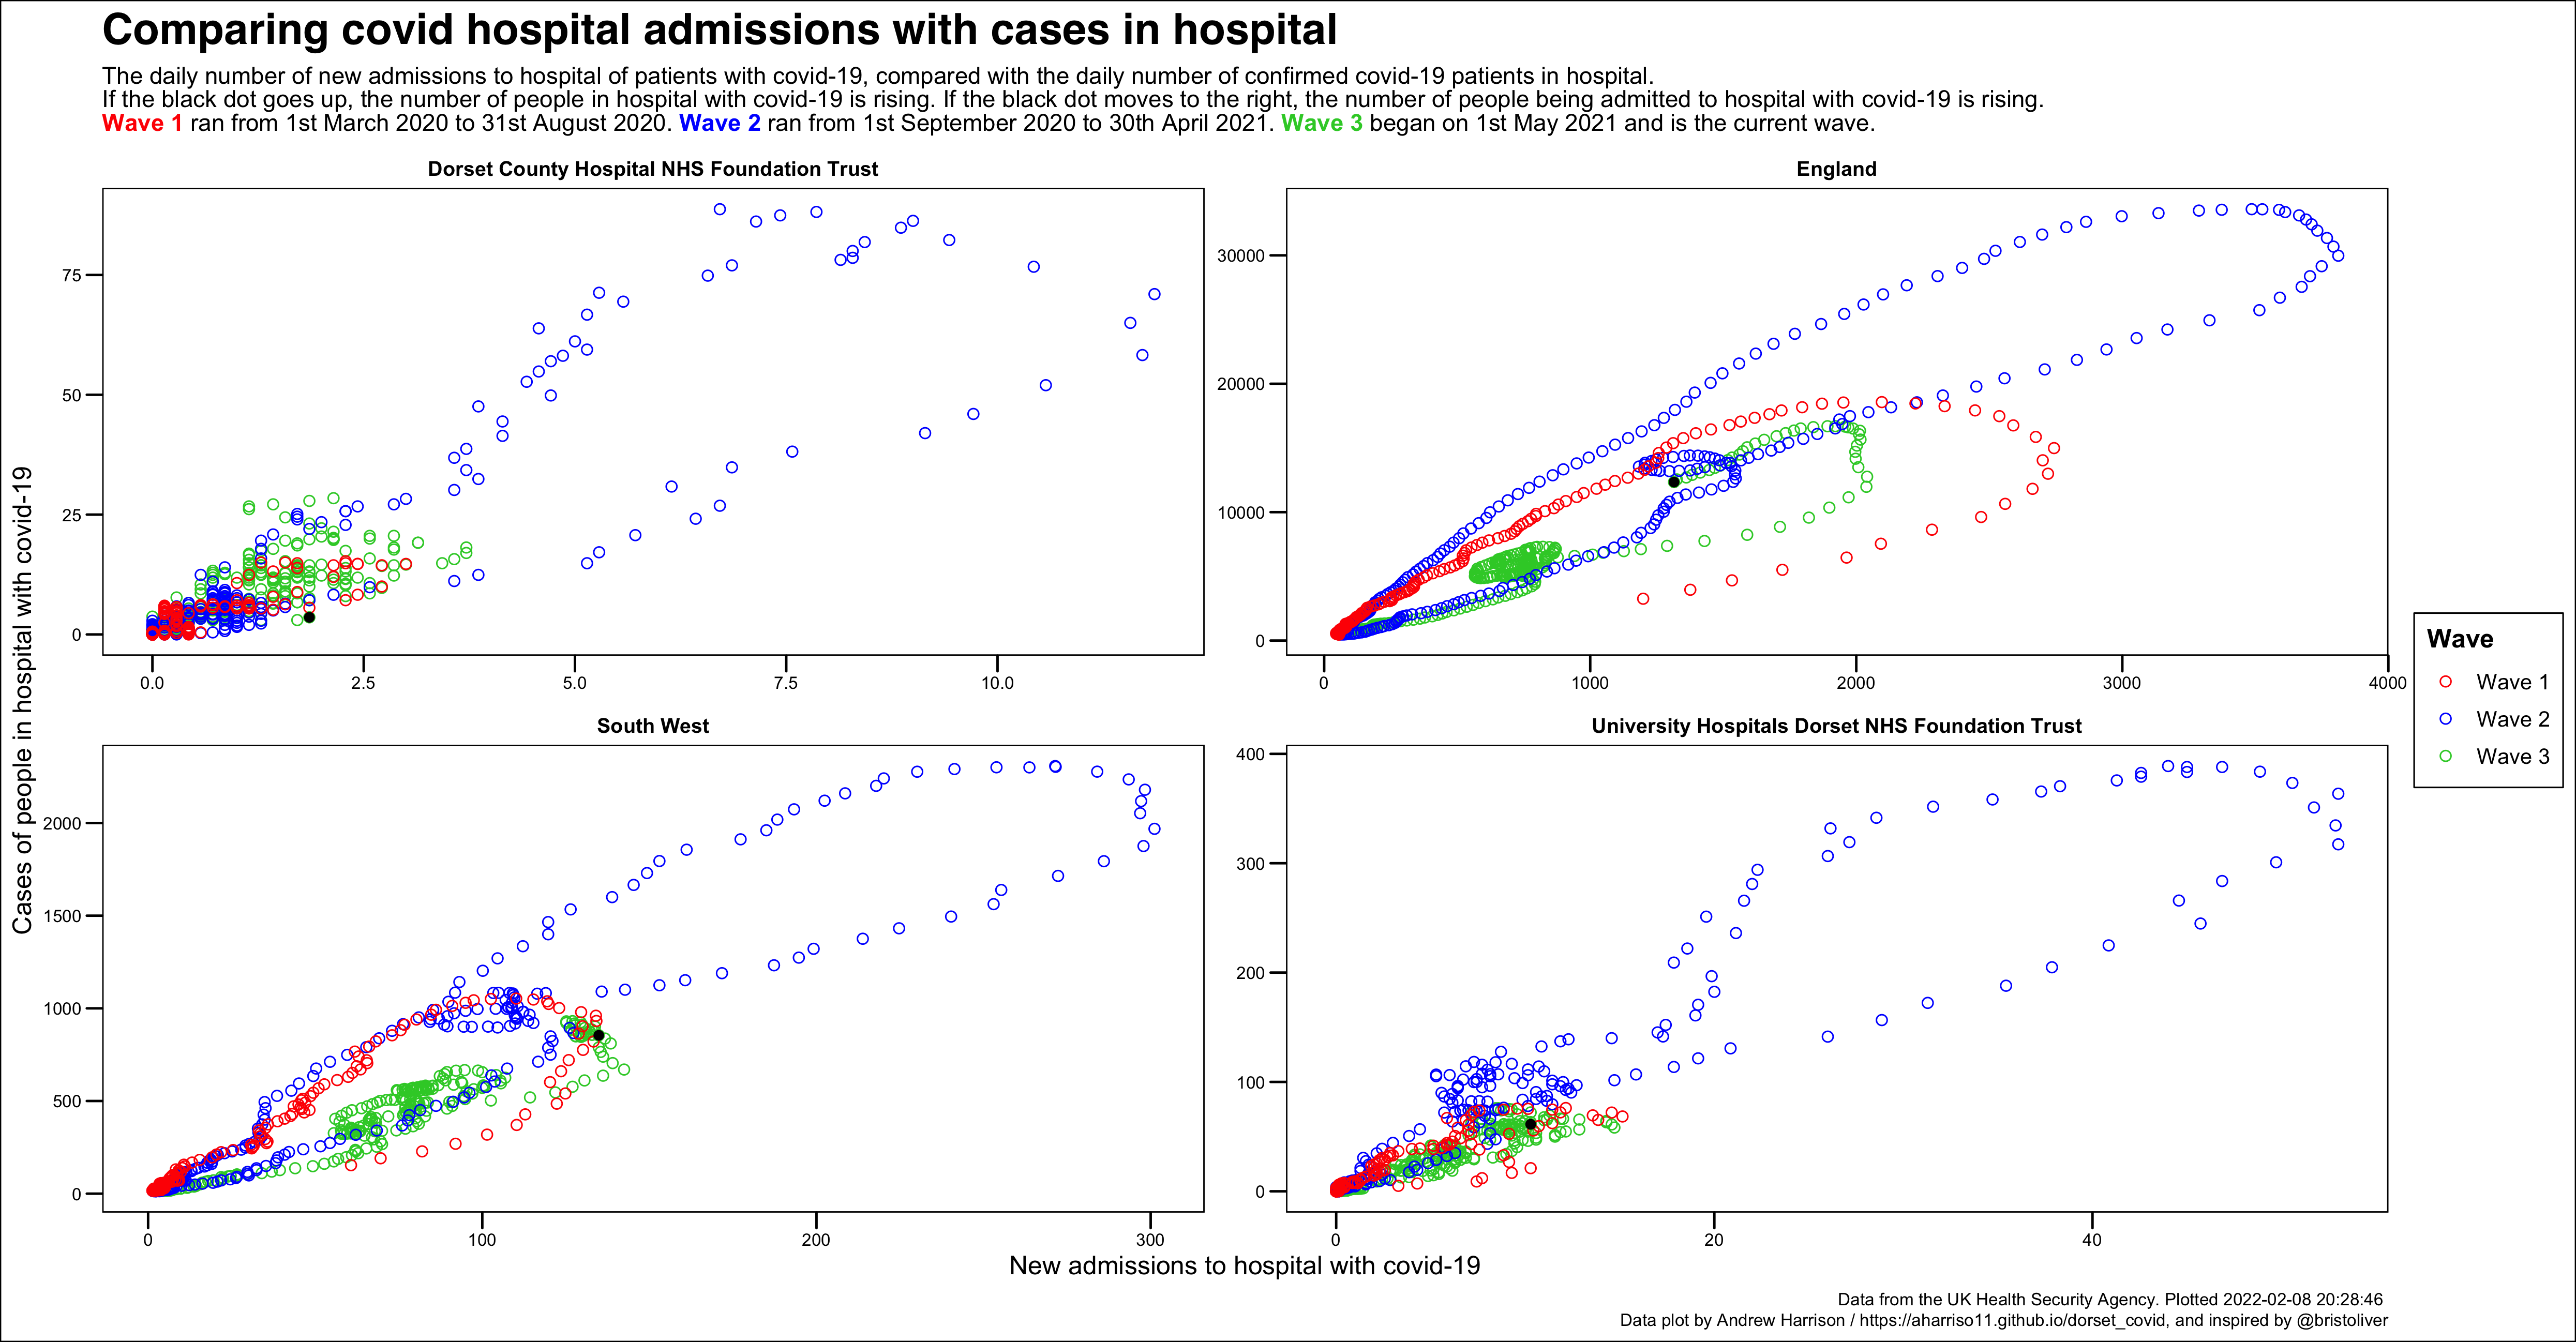 Comparing covid hospital admissions with cases in hospital
The daily number of new admissions to hospital of patients with covid-19, compared with the daily number of confirmed covid-19 patients in hospital.
If the black dot goes up, the number of people in hospital with covid-19 is rising. If the black dot moves to the right, the number of people being admitted to hospital with covid-19 is rising.
Wave 1 ran from 1st March 2020 to 31st August 2020. Wave 2 ran from 1st September 2020 to 30th April 2021. Wave 3 began on 1st May 2021 and is the current wave.
Cases of people in hospital with covid-19
Dorset County Hospital NHS Foundation Trust
75
50
25
0
0.0 2.5 5.0 7.5 10.0
England
30000
20000
10000
0
0 1000 2000 3000 4000
South West
2000
1500
1000
500
0
0 100 200 300
University Hospitals Dorset NHS Foundation Trust
400
300
200
100
0
0 20 40
New admissions to hospital with covid-19
Wave
Wave 1
Wave 2
Wave 3
Data from the UK Health Security Agency. Plotted 2022-02-08 20:28:46
Data plot by Andrew Harrison / https://aharriso11.github.io/dorset_covid, and inspired by @bristoliver